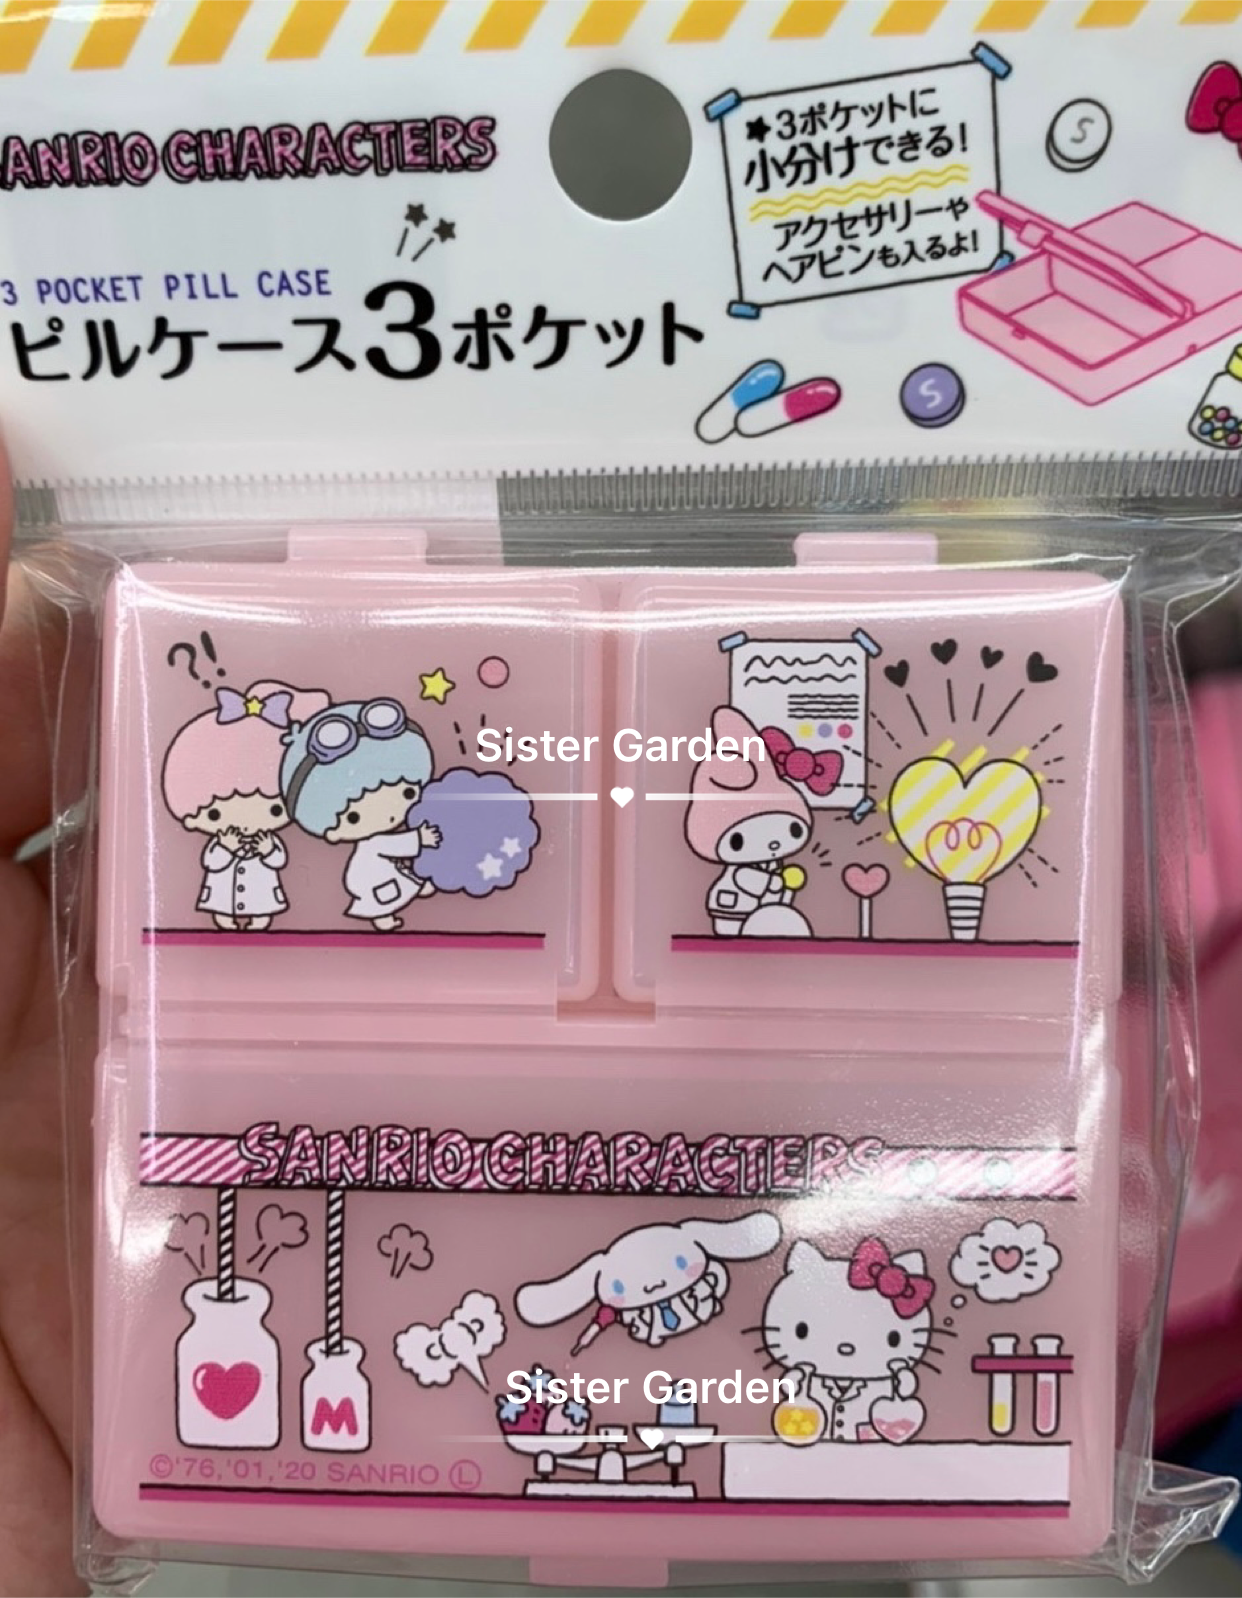 SANRIO CHARACTERS
3ポケットに
小分けできる!
アクセサリーや
ヘアピンも入るよ!
S
3 POCKET PILL CASE
ピルケース3ポケット
S
?!
Sister Garden
SANRIO CHARACTERS
M
Sister Garden
©'76,'01,'20 SANRIO Ⓛ